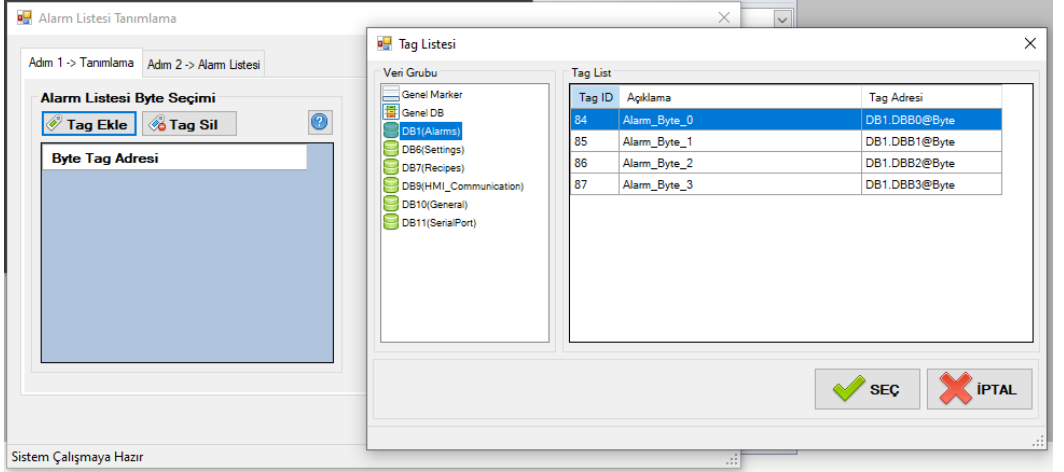 Alarm Listesi Tanımlama
Adım 1 -> Tanımlama
Adım 2 -> Alarm Listesi
Alarm Listesi Byte Seçimi
Tag Ekle
Tag Sil
Byte Tag Adresi
Sistem Çalışmaya Hazır
Tag Listesi
Veri Grubu
Genel Marker
Genel DB
DB1(Alarms)
DB6(Settings)
DB7(Recipes)
DB9(HMI_Communication)
DB10(General)
DB11(SerialPort)
Tag List
Tag ID Açıklama Tag Adresi
84 Alarm_Byte_0 DB1.DBB0@Byte
85 Alarm_Byte_1 DB1.DBB1@Byte
86 Alarm_Byte_2 DB1.DBB2@Byte
87 Alarm_Byte_3 DB1.DBB3@Byte
SEÇ
İPTAL